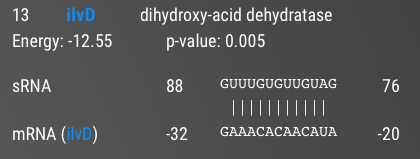 13 ilvD dihydroxy-acid dehydratase
Energy: -12.55 p-value: 0.005
sRNA 88 GUUUGUGUUGUAG 76
||||||||||||
mRNA (ilvD) -32 GAAACACAACAUA -20